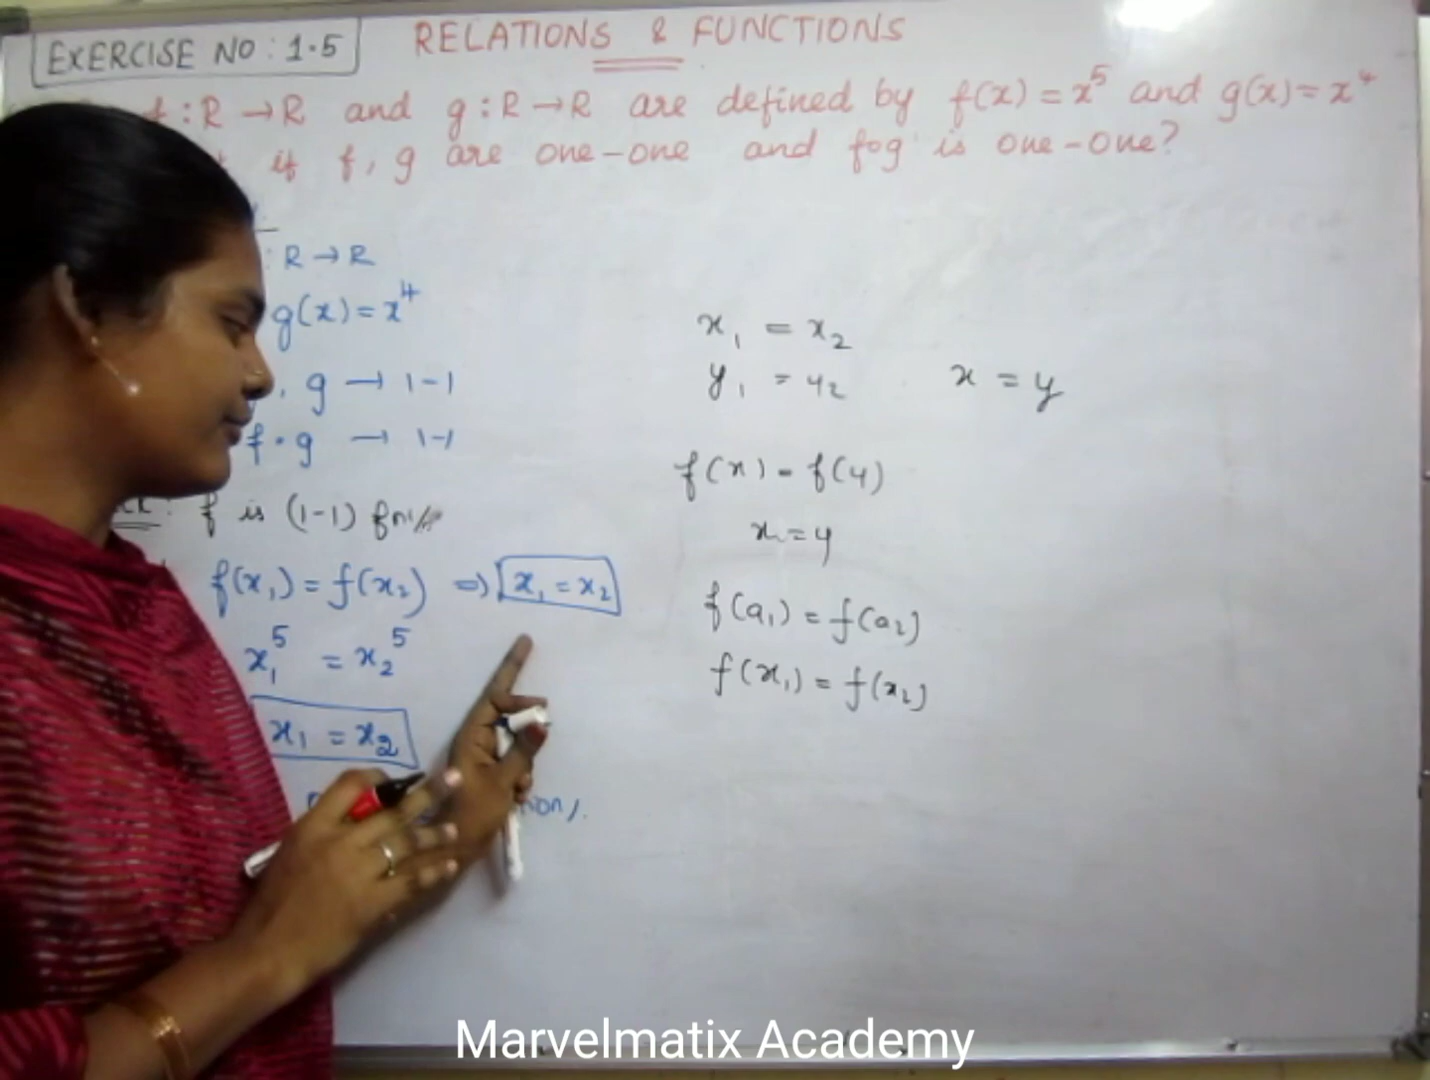 EXERCISE NO : 1.5
RELATIONS & FUNCTIONS
f : R → R and g : R → R are defined by f(x) = x⁵ and g(x) = x⁴
if f, g are one-one and fog is one-one?
: R → R
g(x) = x⁴
, g → 1-1
f∘g → 1-1
: f is (1-1) fn
f(x₁) = f(x₂) ⇒ x₁ = x₂
x₁⁵ = x₂⁵
x₁ = x₂
x₁ = x₂
y₁ = y₂
x = y
f(x) = f(y)
x = y
f(a₁) = f(a₂)
f(x₁) = f(x₂)
Marvelmatix Academy